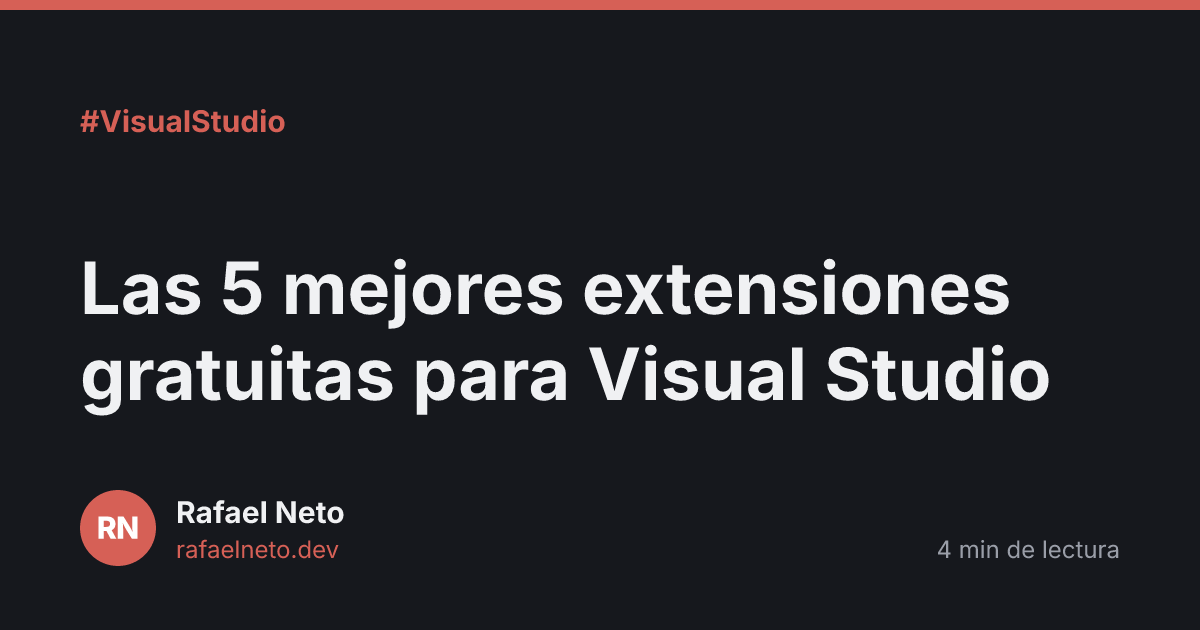 #VisualStudio
Las 5 mejores extensiones
gratuitas para Visual Studio
RN
Rafael Neto
rafaelneto.dev
4 min de lectura